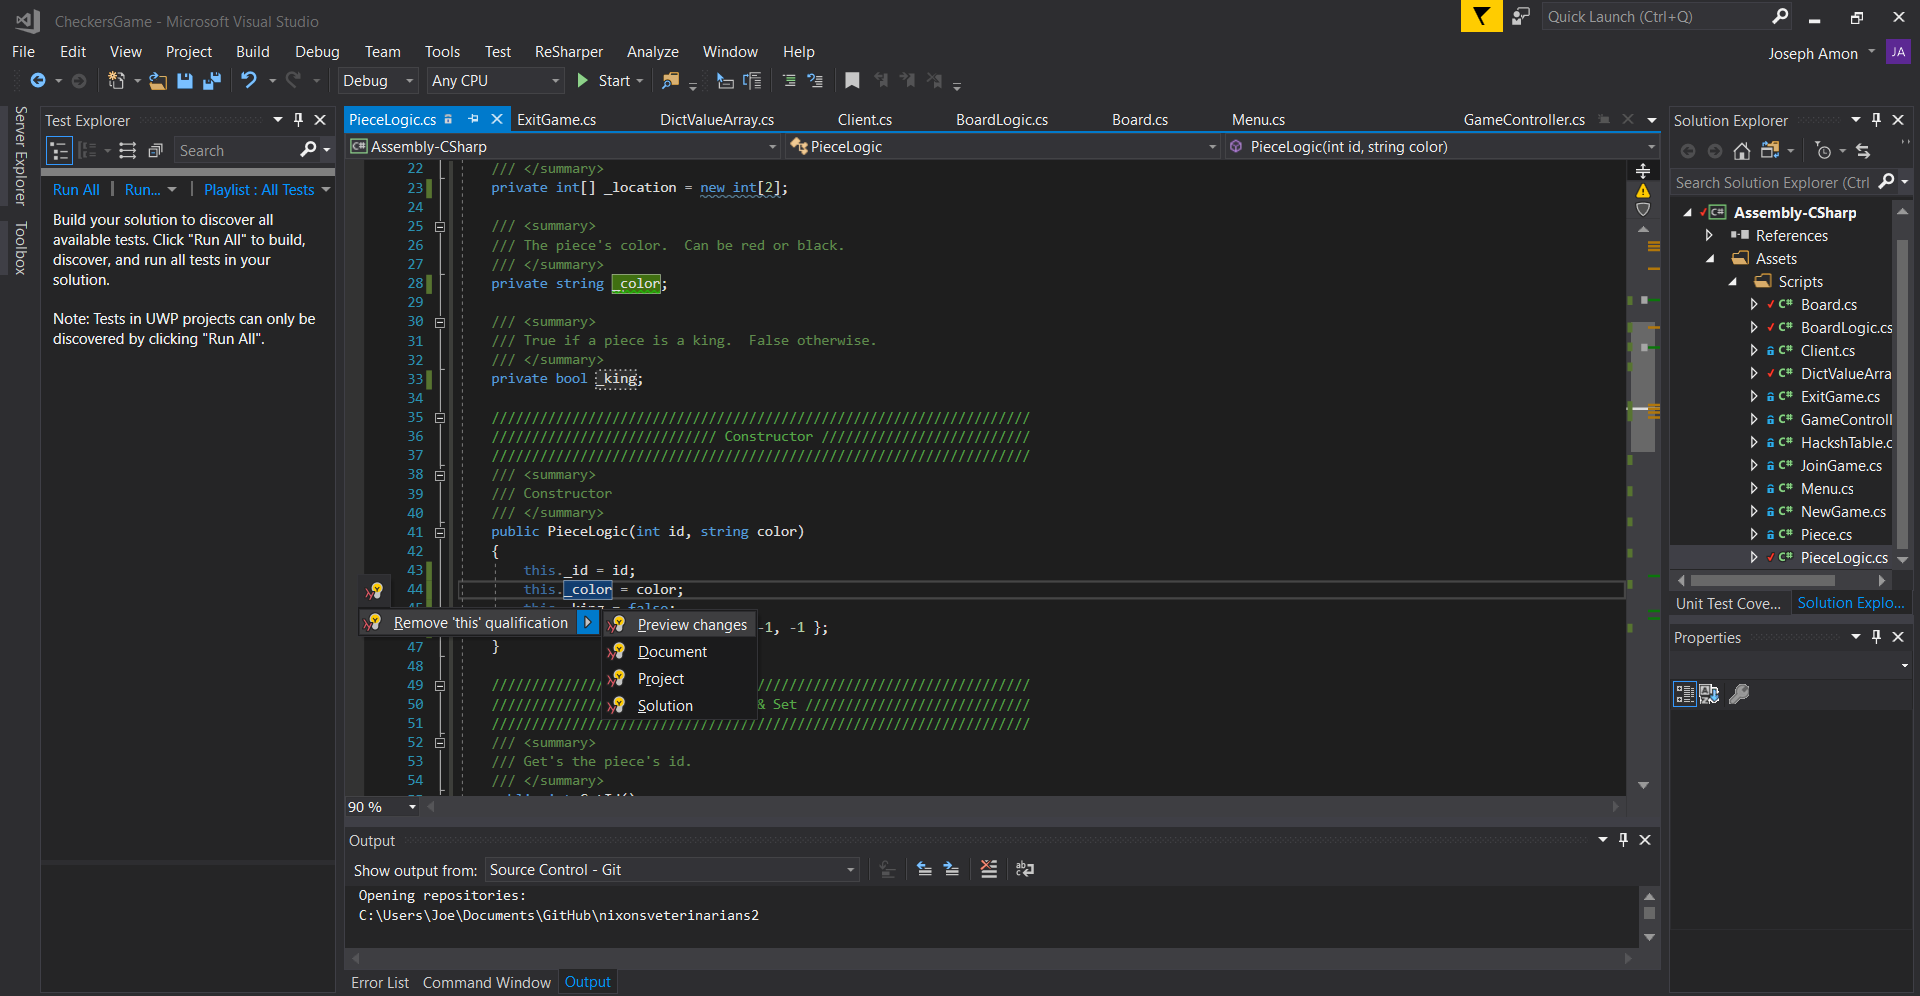 CheckersGame - Microsoft Visual Studio
Quick Launch (Ctrl+Q)
File Edit View Project Build Debug Team Tools Test ReSharper Analyze Window Help
Joseph Amon JA
Debug Any CPU Start
Server Explorer
Toolbox
Test Explorer
Search
Run All Run... Playlist : All Tests
Build your solution to discover all
available tests. Click "Run All" to build,
discover, and run all tests in your
solution.
Note: Tests in UWP projects can only be
discovered by clicking "Run All".
PieceLogic.cs ExitGame.cs DictValueArray.cs Client.cs BoardLogic.cs Board.cs Menu.cs GameController.cs
Assembly-CSharp PieceLogic PieceLogic(int id, string color)
22 /// </summary>
23 private int[] _location = new int[2];
24
25 /// <summary>
26 /// The piece's color.  Can be red or black.
27 /// </summary>
28 private string _color;
29
30 /// <summary>
31 /// True if a piece is a king.  False otherwise.
32 /// </summary>
33 private bool _king;
34
35 ///////////////////////////////////////////////////////////////////
36 //////////////////////////// Constructor //////////////////////////
37 ///////////////////////////////////////////////////////////////////
38 /// <summary>
39 /// Constructor
40 /// </summary>
41 public PieceLogic(int id, string color)
42 {
43 this._id = id;
44 this._color = color;
Remove 'this' qualification
Preview changes
Document
Project
Solution
-1, -1 };
47 }
48
49 ///////////////////////////////////////////////////////////////////
50 ////////////// & Set ////////////////////////////
51 ///////////////////////////////////////////////////////////////////
52 /// <summary>
53 /// Get's the piece's id.
54 /// </summary>
90 %
Output
Show output from: Source Control - Git
Opening repositories:
C:\Users\Joe\Documents\GitHub\nixonsveterinarians2
Error List Command Window Output
Solution Explorer
Search Solution Explorer (Ctrl
Assembly-CSharp
References
Assets
Scripts
C# Board.cs
C# BoardLogic.cs
C# Client.cs
C# DictValueArra
C# ExitGame.cs
C# GameControll
C# HackshTable.c
C# JoinGame.cs
C# Menu.cs
C# NewGame.cs
C# Piece.cs
C# PieceLogic.cs
Unit Test Cove... Solution Explo...
Properties